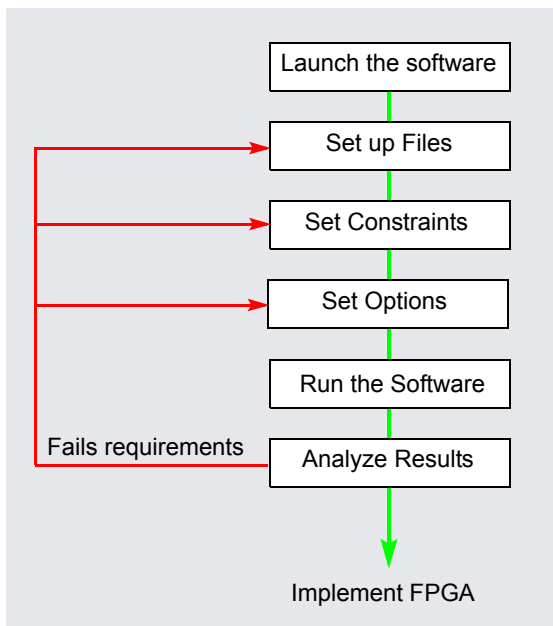 Launch the software
Set up Files
Set Constraints
Set Options
Run the Software
Fails requirements
Analyze Results
Implement FPGA